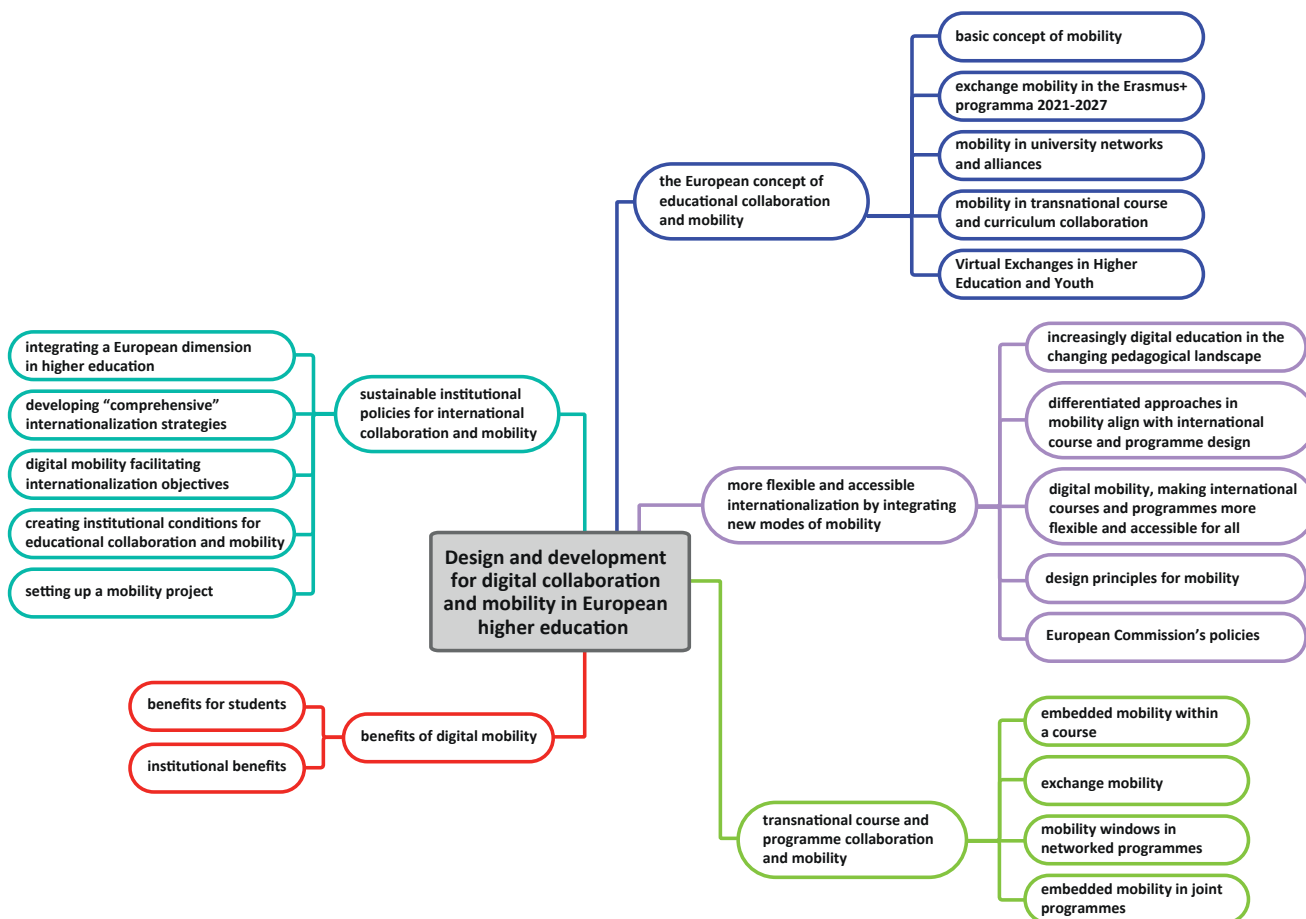 basic concept of mobility
exchange mobility in the Erasmus+
programma 2021-2027
mobility in university networks
and alliances
mobility in transnational course
and curriculum collaboration
Virtual Exchanges in Higher
Education and Youth
the European concept of
educational collaboration
and mobility
integrating a European dimension
in higher education
developing “comprehensive”
internationalization strategies
digital mobility facilitating
internationalization objectives
creating institutional conditions for
educational collaboration and mobility
setting up a mobility project
sustainable institutional
policies for international
collaboration and mobility
increasingly digital education in the
changing pedagogical landscape
differentiated approaches in
mobility align with international
course and programme design
digital mobility, making international
courses and programmes more
flexible and accessible for all
design principles for mobility
European Commission’s policies
more flexible and accessible
internationalization by integrating
new modes of mobility
Design and development
for digital collaboration
and mobility in European
higher education
benefits for students
institutional benefits
benefits of digital mobility
transnational course and
programme collaboration
and mobility
embedded mobility within
a course
exchange mobility
mobility windows in
networked programmes
embedded mobility in joint
programmes